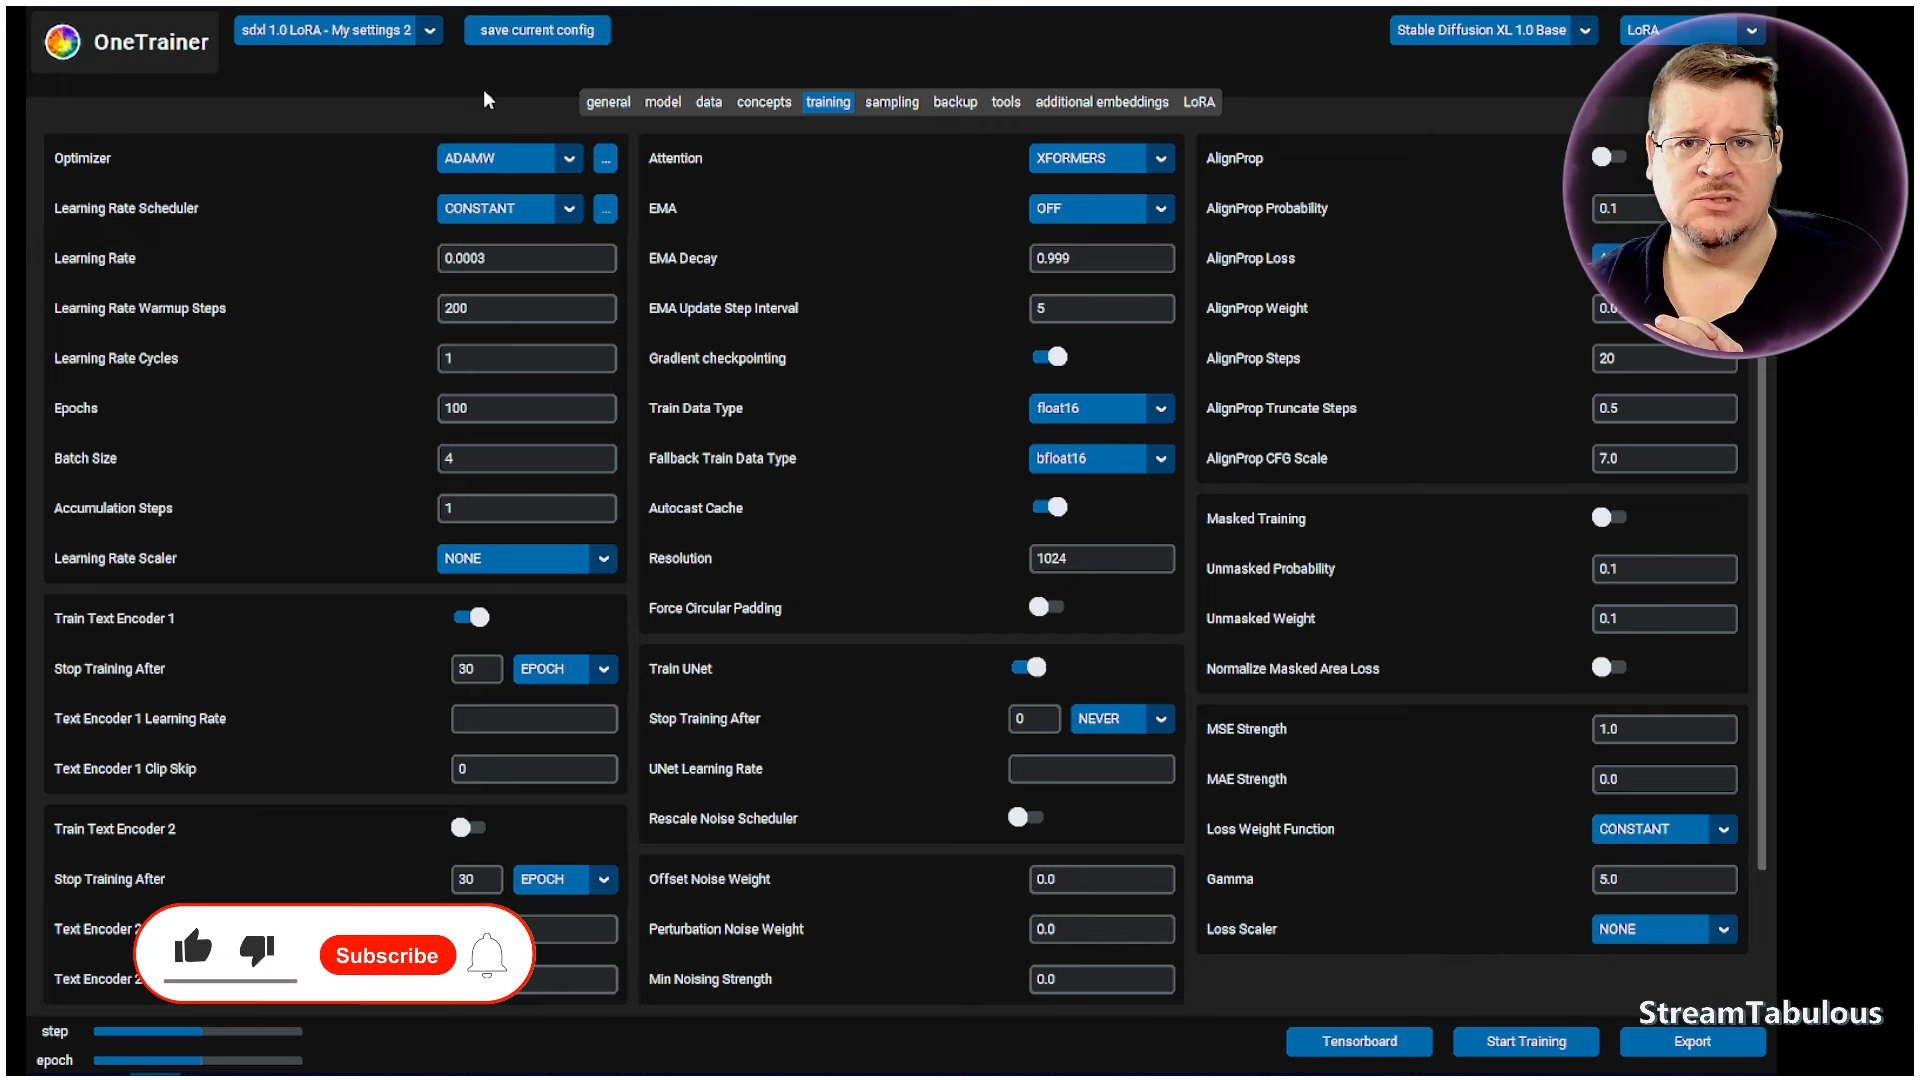 OneTrainer
sdxl 1.0 LoRA - My settings 2
save current config
Stable Diffusion XL 1.0 Base
LoRA
general model data concepts training sampling backup tools additional embeddings LoRA
Optimizer ADAMW ...
Learning Rate Scheduler CONSTANT ...
Learning Rate 0.0003
Learning Rate Warmup Steps 200
Learning Rate Cycles 1
Epochs 100
Batch Size 4
Accumulation Steps 1
Learning Rate Scaler NONE
Train Text Encoder 1
Stop Training After 30 EPOCH
Text Encoder 1 Learning Rate
Text Encoder 1 Clip Skip 0
Train Text Encoder 2
Stop Training After 30 EPOCH
Text Encoder 2
Text Encoder 2
Subscribe
Attention XFORMERS
EMA OFF
EMA Decay 0.999
EMA Update Step Interval 5
Gradient checkpointing
Train Data Type float16
Fallback Train Data Type bfloat16
Autocast Cache
Resolution 1024
Force Circular Padding
Train UNet
Stop Training After 0 NEVER
UNet Learning Rate
Rescale Noise Scheduler
Offset Noise Weight 0.0
Perturbation Noise Weight 0.0
Min Noising Strength 0.0
AlignProp
AlignProp Probability 0.1
AlignProp Loss
AlignProp Weight
AlignProp Steps 20
AlignProp Truncate Steps 0.5
AlignProp CFG Scale 7.0
Masked Training
Unmasked Probability 0.1
Unmasked Weight 0.1
Normalize Masked Area Loss
MSE Strength 1.0
MAE Strength 0.0
Loss Weight Function CONSTANT
Gamma 5.0
Loss Scaler NONE
StreamTabulous
step
epoch
Tensorboard
Start Training
Export